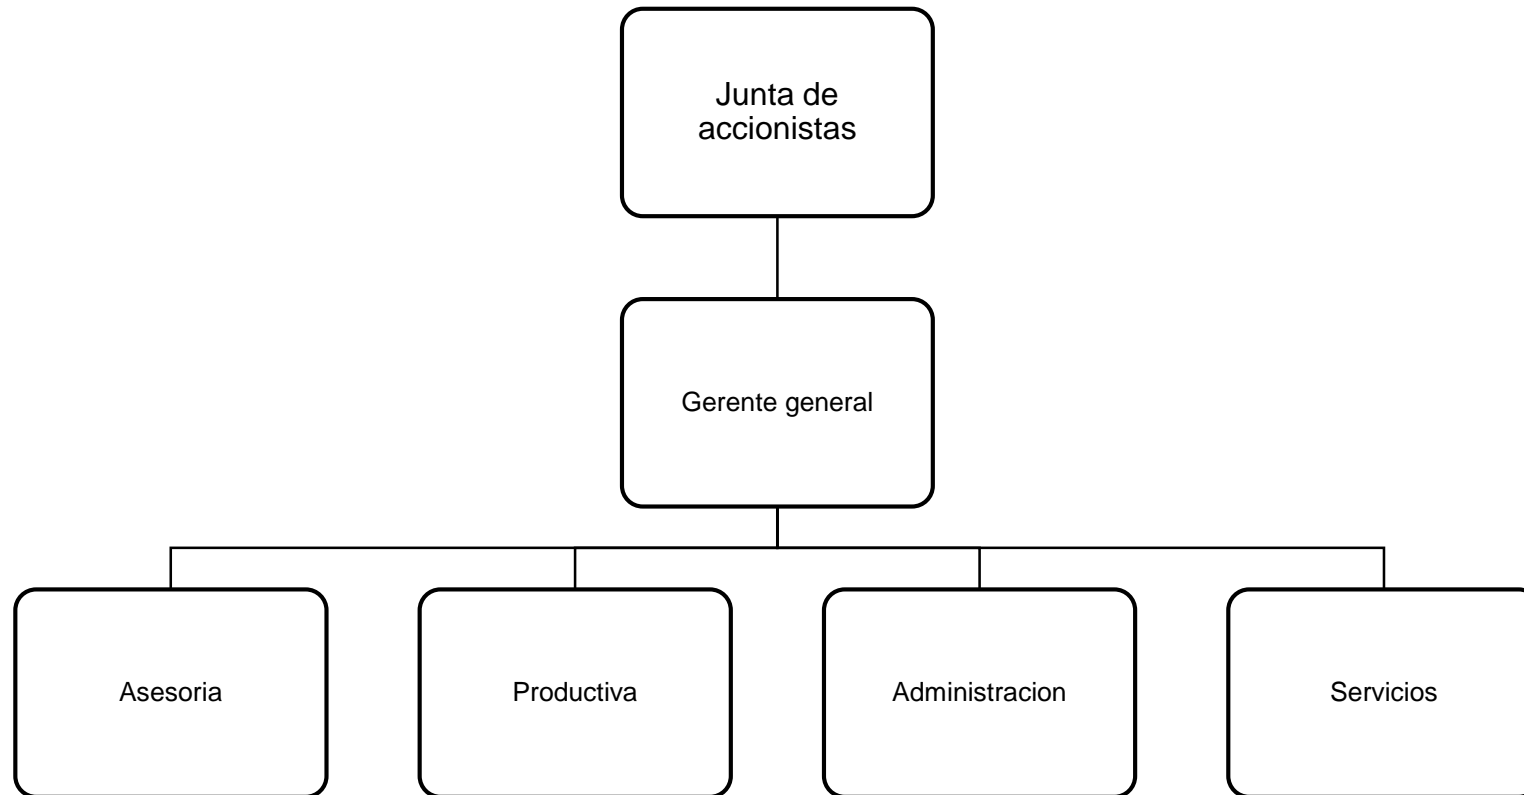 Junta de
accionistas
Gerente general
Asesoria
Productiva
Administracion
Servicios